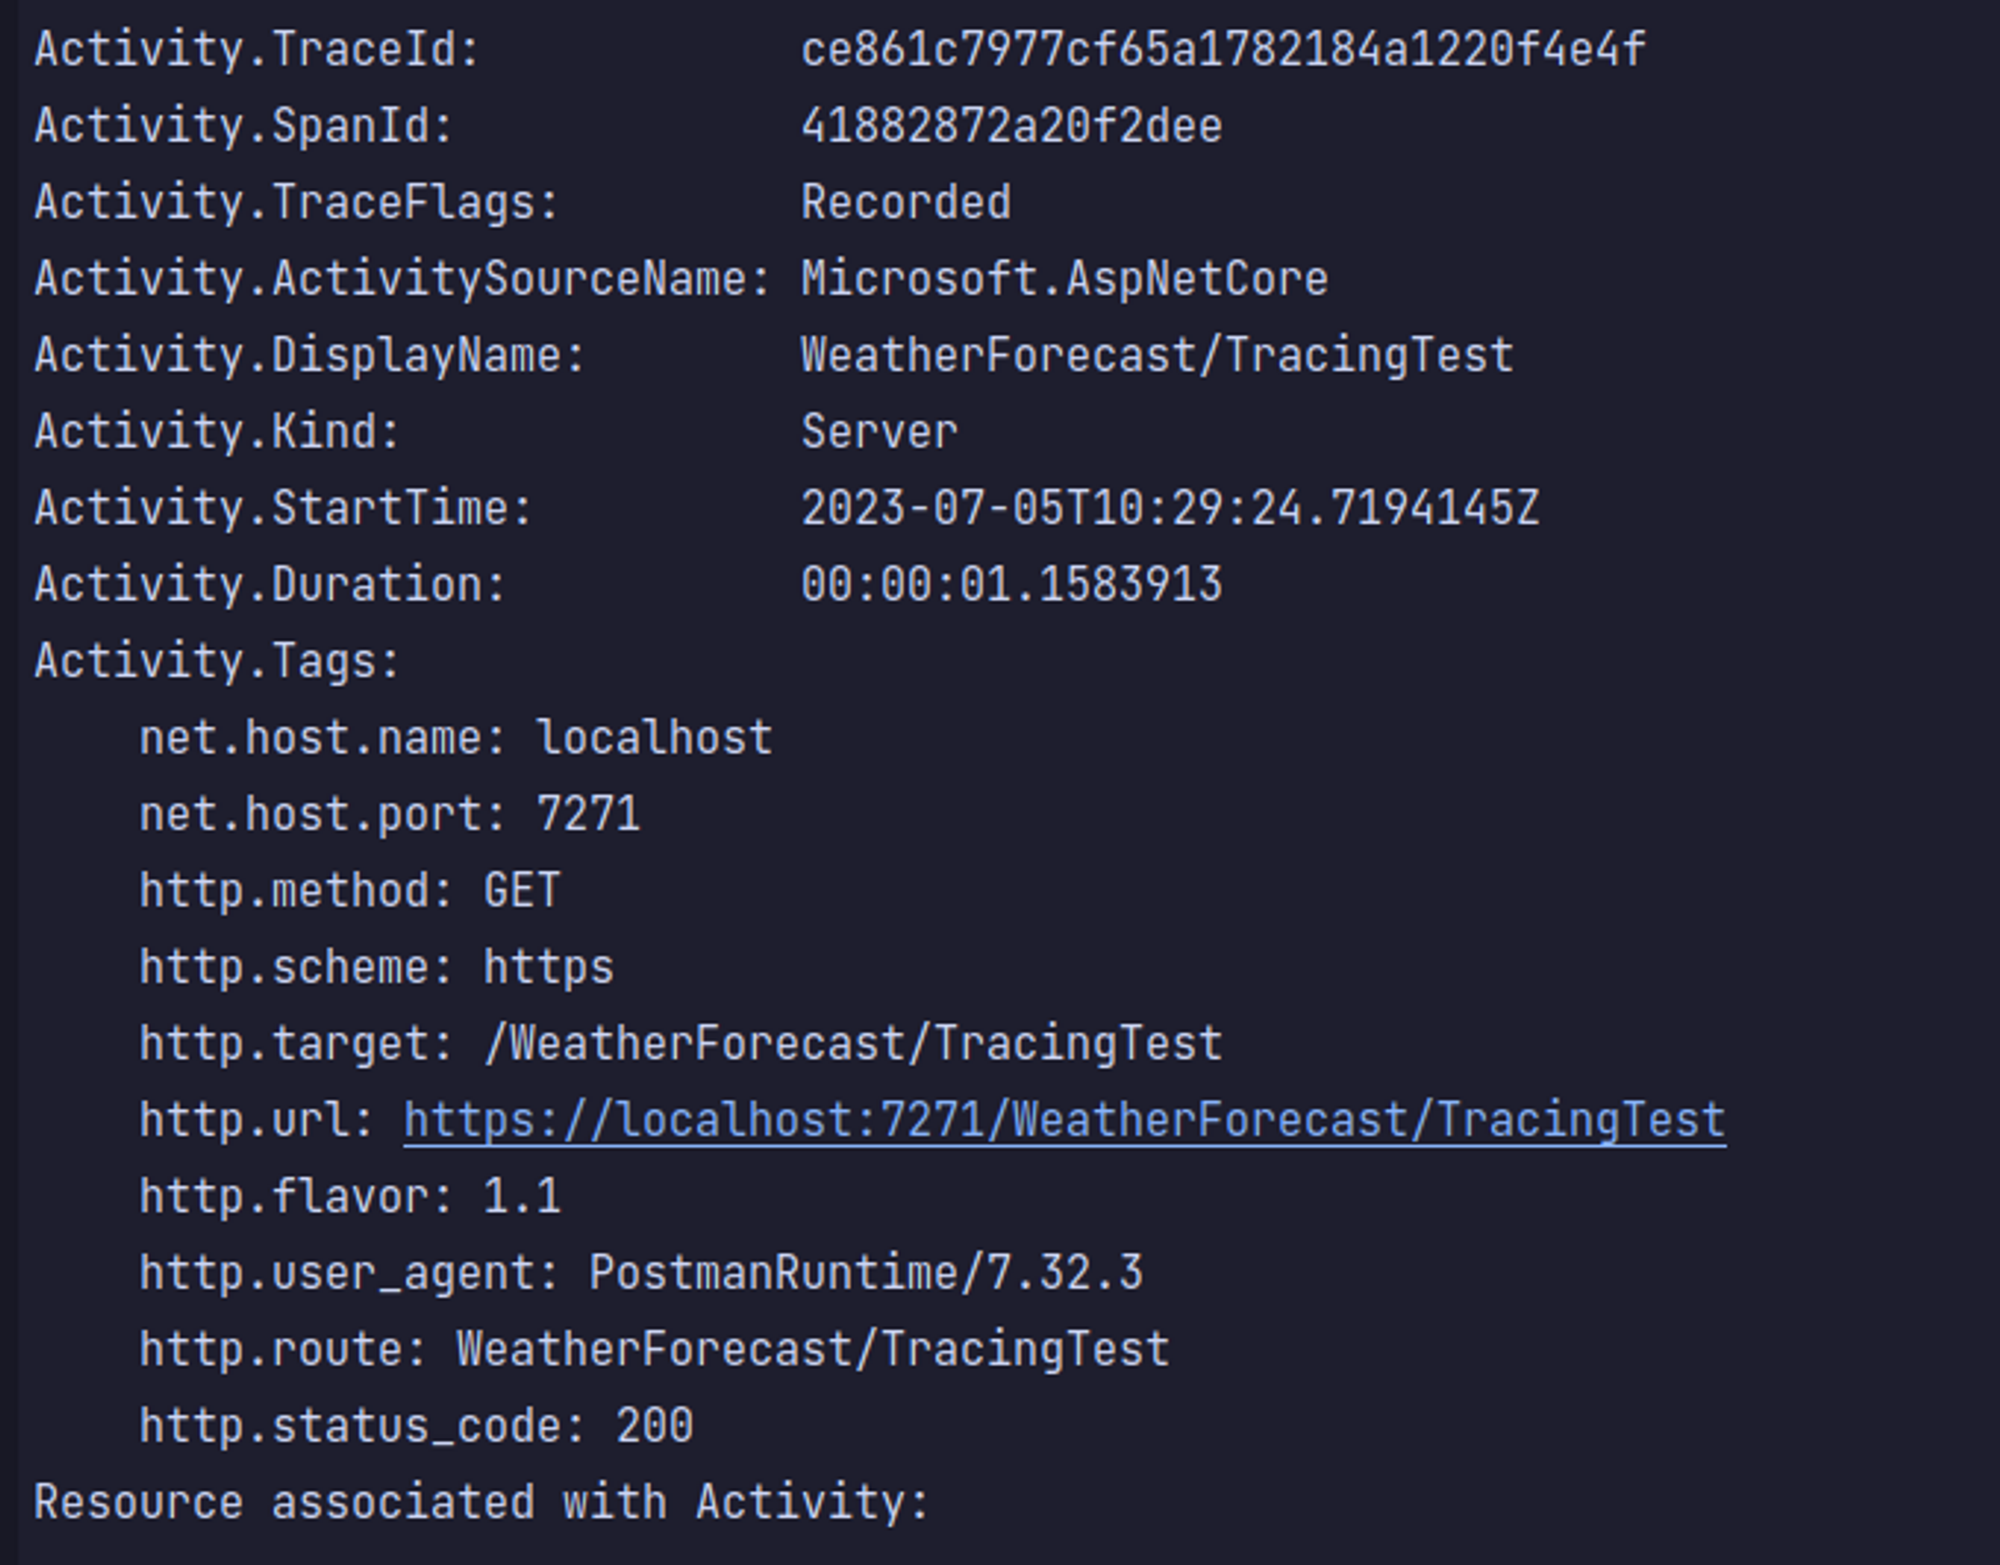 Activity.TraceId:            ce861c7977cf65a1782184a1220f4e4f
Activity.SpanId:             41882872a20f2dee
Activity.TraceFlags:         Recorded
Activity.ActivitySourceName: Microsoft.AspNetCore
Activity.DisplayName:        WeatherForecast/TracingTest
Activity.Kind:               Server
Activity.StartTime:          2023-07-05T10:29:24.7194145Z
Activity.Duration:           00:00:01.1583913
Activity.Tags:
    net.host.name: localhost
    net.host.port: 7271
    http.method: GET
    http.scheme: https
    http.target: /WeatherForecast/TracingTest
    http.url: https://localhost:7271/WeatherForecast/TracingTest
    http.flavor: 1.1
    http.user_agent: PostmanRuntime/7.32.3
    http.route: WeatherForecast/TracingTest
    http.status_code: 200
Resource associated with Activity: